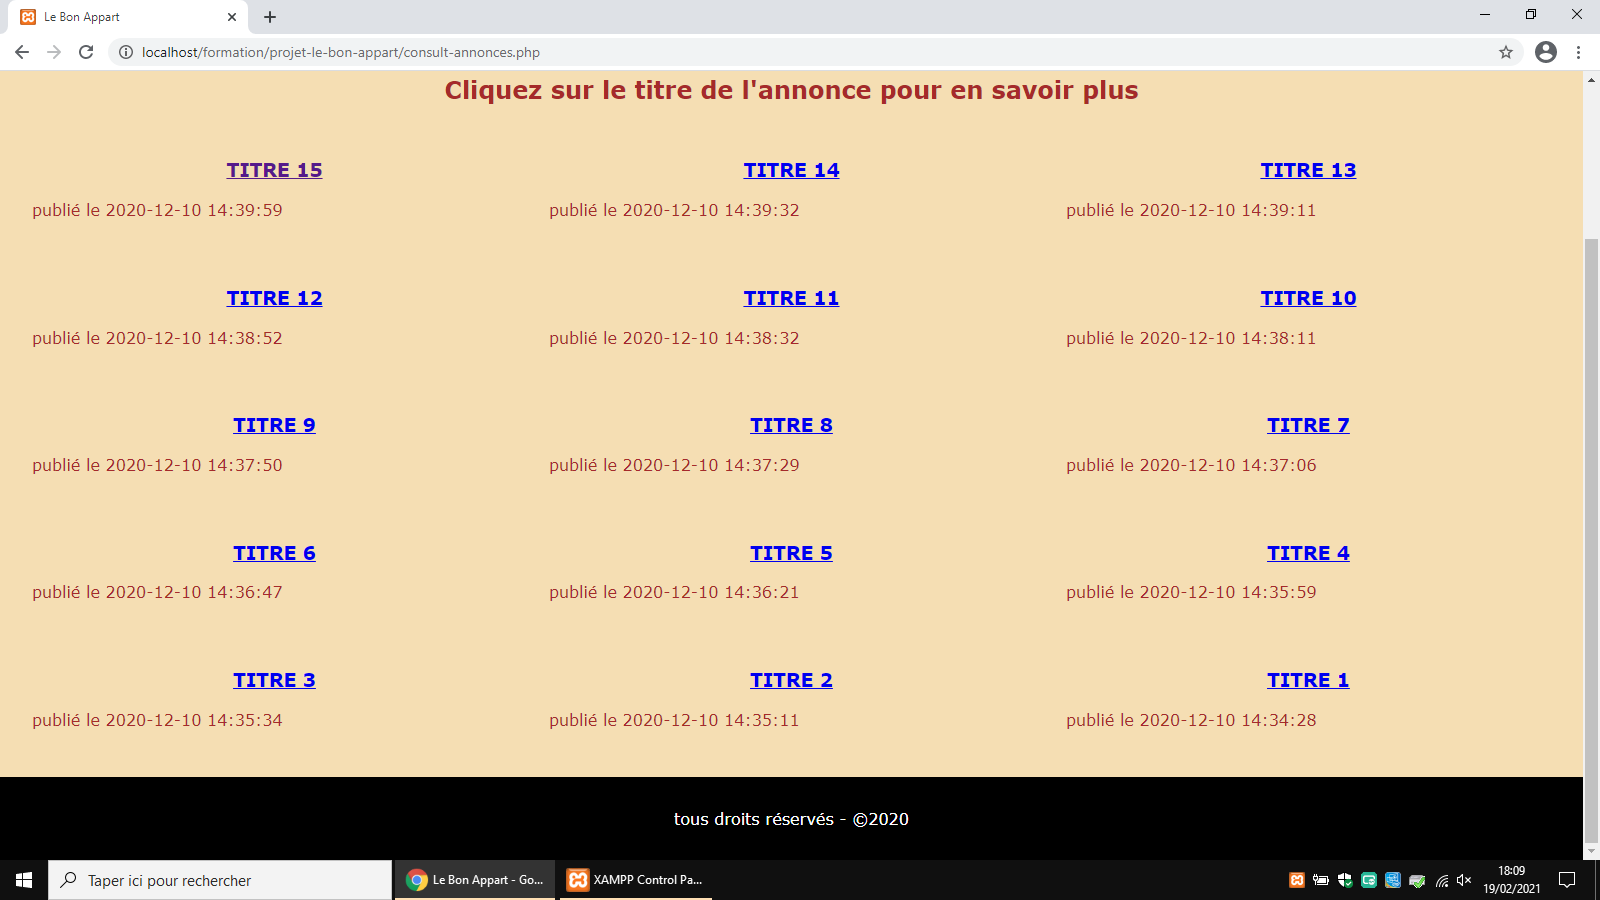 Le Bon Appart
localhost/formation/projet-le-bon-appart/consult-annonces.php
Cliquez sur le titre de l'annonce pour en savoir plus
TITRE 15 TITRE 14 TITRE 13
publié le 2020-12-10 14:39:59 publié le 2020-12-10 14:39:32 publié le 2020-12-10 14:39:11
TITRE 12 TITRE 11 TITRE 10
publié le 2020-12-10 14:38:52 publié le 2020-12-10 14:38:32 publié le 2020-12-10 14:38:11
TITRE 9 TITRE 8 TITRE 7
publié le 2020-12-10 14:37:50 publié le 2020-12-10 14:37:29 publié le 2020-12-10 14:37:06
TITRE 6 TITRE 5 TITRE 4
publié le 2020-12-10 14:36:47 publié le 2020-12-10 14:36:21 publié le 2020-12-10 14:35:59
TITRE 3 TITRE 2 TITRE 1
publié le 2020-12-10 14:35:34 publié le 2020-12-10 14:35:11 publié le 2020-12-10 14:34:28
tous droits réservés - ©2020
Taper ici pour rechercher
Le Bon Appart - Go...
XAMPP Control Pa...
18:09
19/02/2021